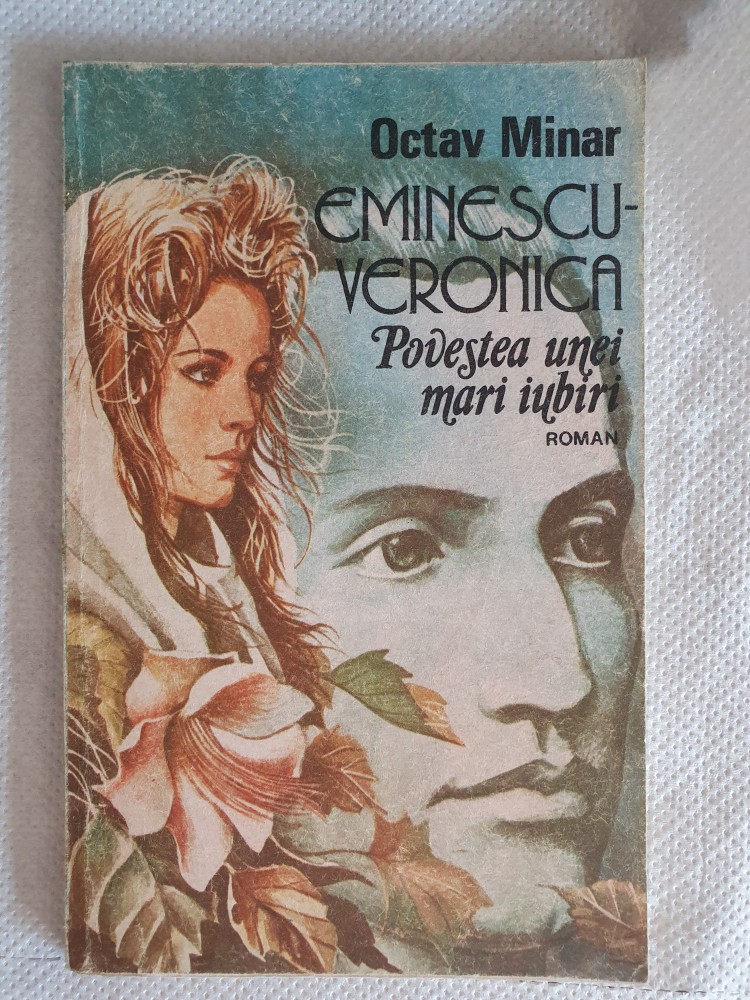 Octav Minar
EMINESCU-
VERONICA
Povestea unei
mari iubiri
ROMAN